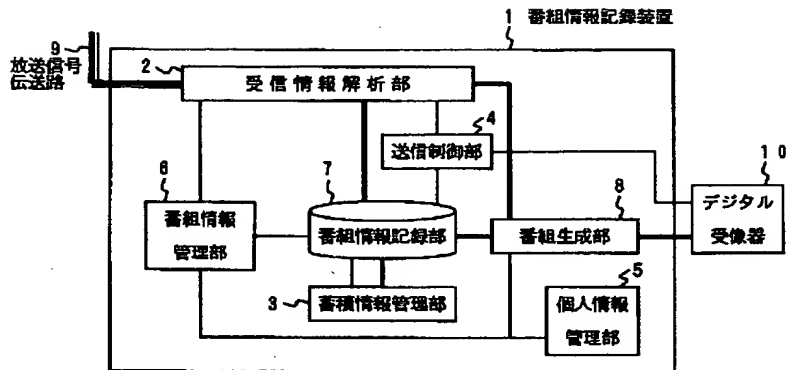 1 番組情報記録装置
9
放送信号
伝送路
2
受信情報解析部
4
送信制御部
10
デジタル
受像器
6
番組情報
管理部
7
番組情報記録部
8
番組生成部
3
蓄積情報管理部
5
個人情報
管理部